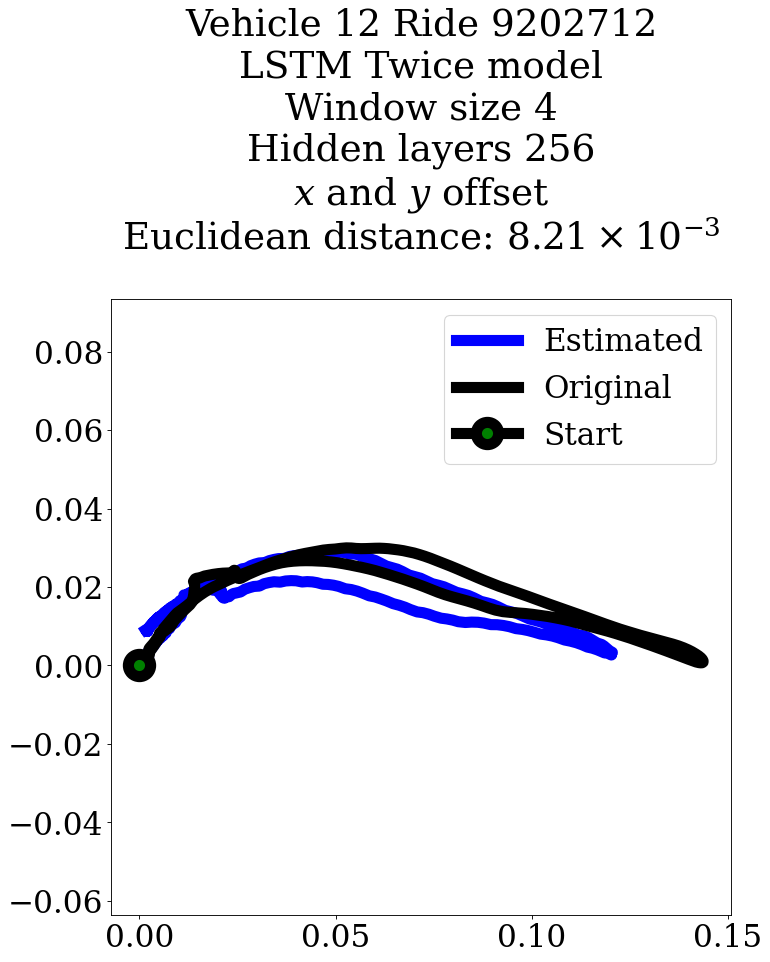 Vehicle 12 Ride 9202712
LSTM Twice model
Window size 4
Hidden layers 256
x and y offset
Euclidean distance: 8.21 × 10⁻³
Estimated
Original
Start
0.08
0.06
0.04
0.02
0.00
−0.02
−0.04
−0.06
0.00 0.05 0.10 0.15